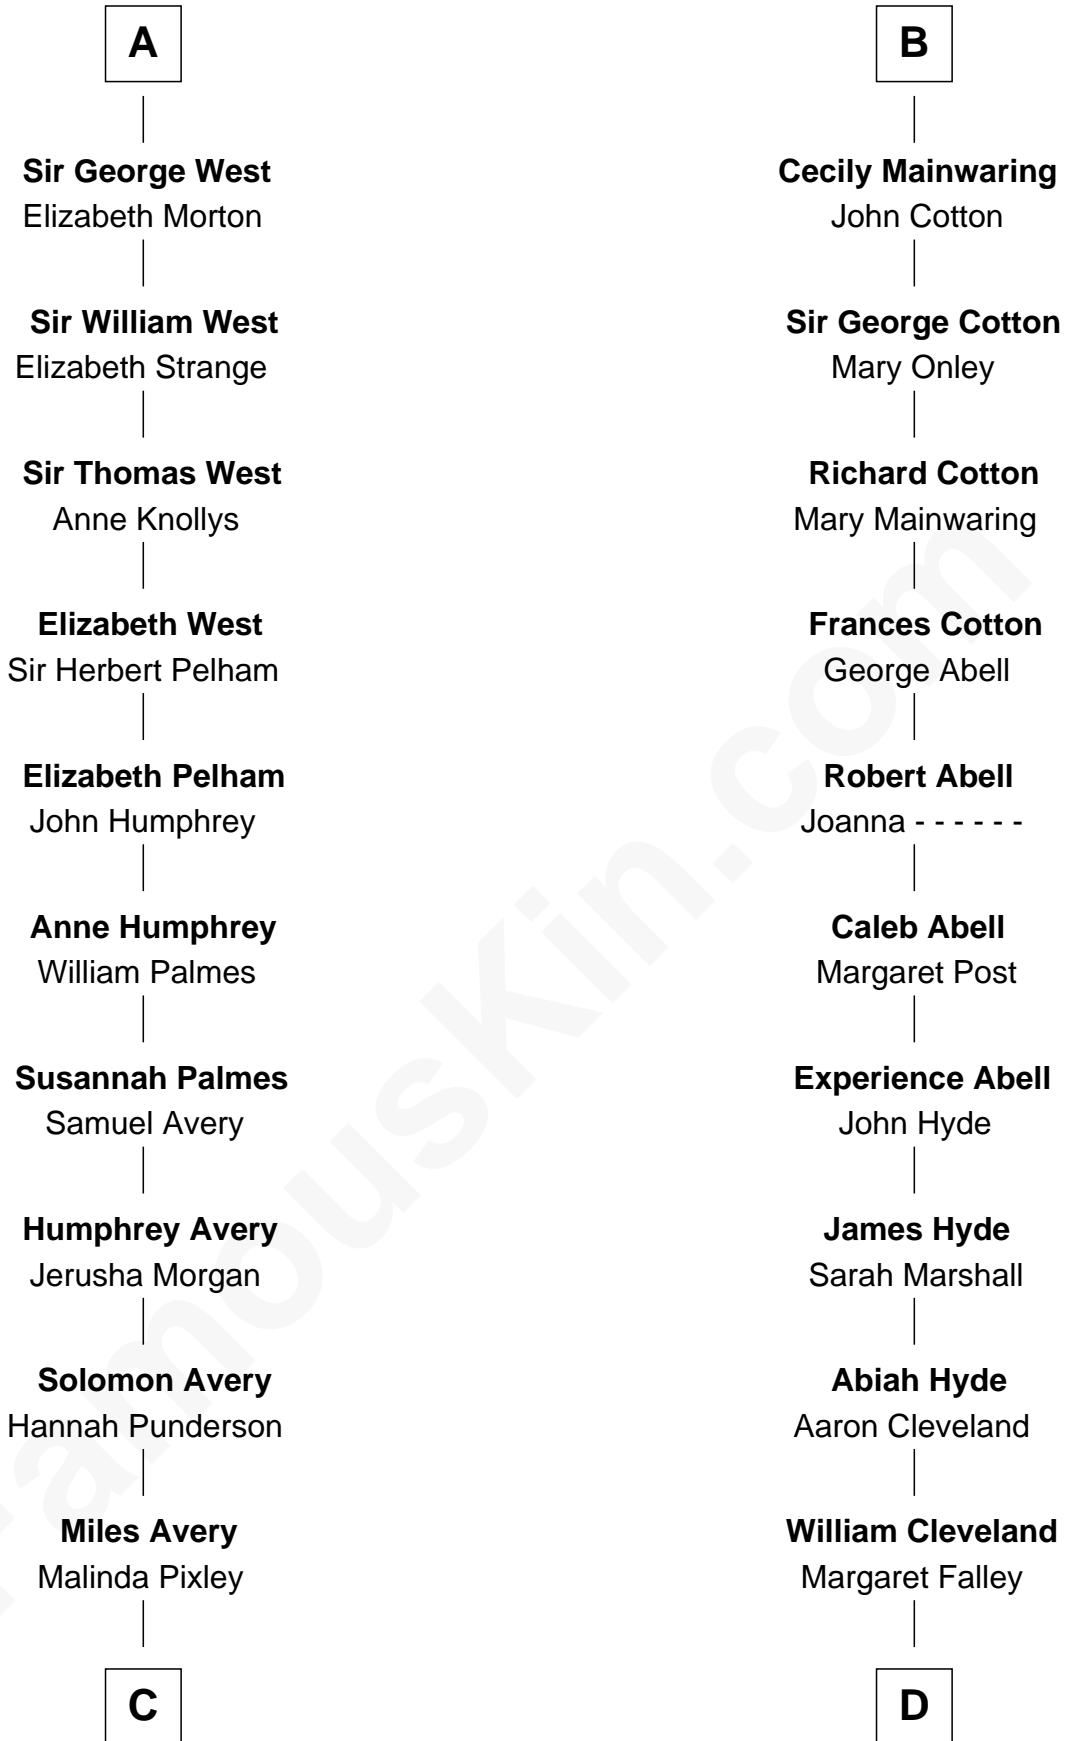 A
Sir George West
Elizabeth Morton
Sir William West
Elizabeth Strange
Sir Thomas West
Anne Knollys
Elizabeth West
Sir Herbert Pelham
Elizabeth Pelham
John Humphrey
Anne Humphrey
William Palmes
Susannah Palmes
Samuel Avery
Humphrey Avery
Jerusha Morgan
Solomon Avery
Hannah Punderson
Miles Avery
Malinda Pixley
C
B
Cecily Mainwaring
John Cotton
Sir George Cotton
Mary Onley
Richard Cotton
Mary Mainwaring
Frances Cotton
George Abell
Robert Abell
Joanna - - - - - -
Caleb Abell
Margaret Post
Experience Abell
John Hyde
James Hyde
Sarah Marshall
Abiah Hyde
Aaron Cleveland
William Cleveland
Margaret Falley
D
FamousKin.com